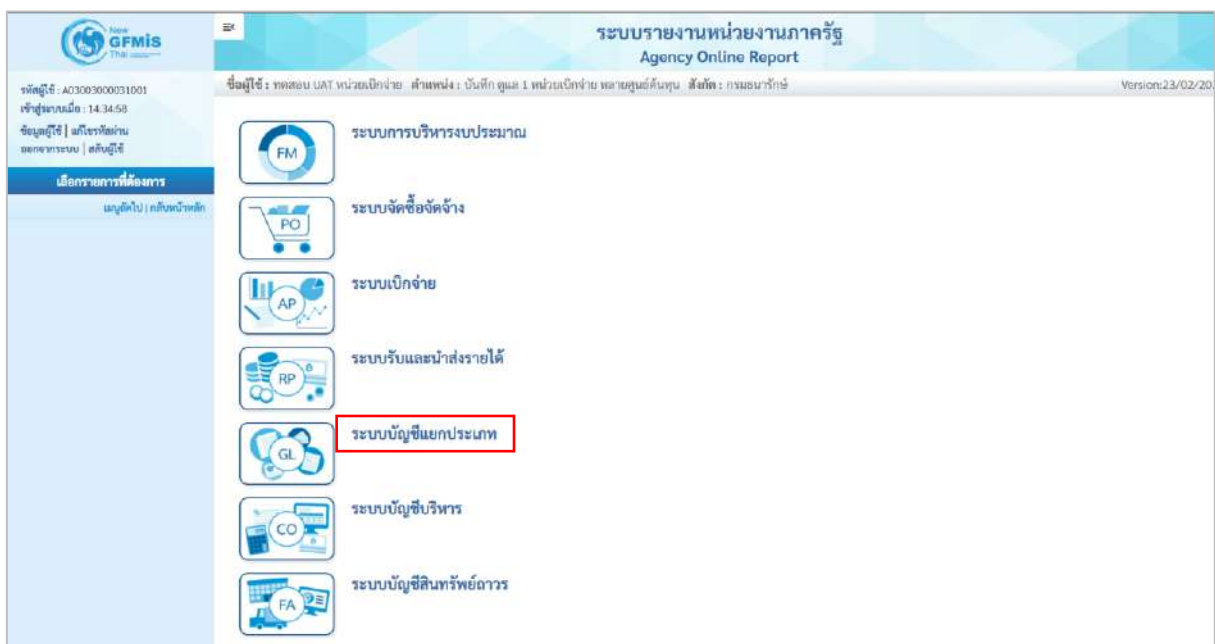 New
GFMIS
Thai
ระบบรายงานหน่วยงานภาครัฐ
Agency Online Report
รหัสผู้ใช้ : A03003000031001
เข้าสู่ระบบเมื่อ : 14:34:58
ข้อมูลผู้ใช้ | แก้ไขรหัสผ่าน
ออกจากระบบ | สลับผู้ใช้
เลือกรายการที่ต้องการ
เมนูถัดไป | กลับหน้าหลัก
ชื่อผู้ใช้ : ทดสอบ UAT หน่วยเบิกจ่าย ตำแหน่ง : บันทึก ดูแล 1 หน่วยเบิกจ่าย หลายศูนย์ต้นทุน สังกัด : กรมธนารักษ์
Version:23/02/20
FM
ระบบการบริหารงบประมาณ
PO
ระบบจัดซื้อจัดจ้าง
AP
ระบบเบิกจ่าย
RP
ระบบรับและนำส่งรายได้
GL
ระบบบัญชีแยกประเภท
CO
ระบบบัญชีบริหาร
FA
ระบบบัญชีสินทรัพย์ถาวร